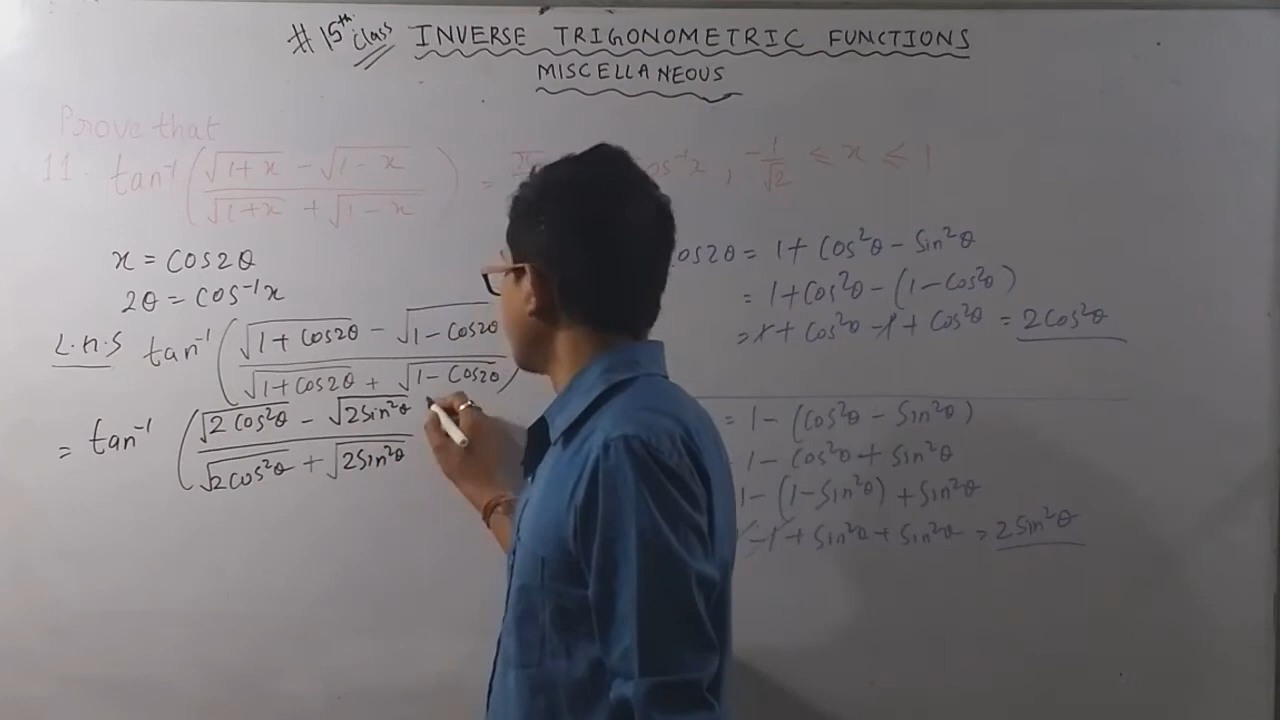 # 15th class INVERSE TRIGONOMETRIC FUNCTIONS
MISCELLANEOUS
Prove that
11. tan⁻¹ ( (√1+x − √1−x) / (√1+x + √1−x) ) = cos⁻¹x, −1/√2 ≤ x ≤ 1
x = cos2θ
2θ = cos⁻¹x
L.H.S tan⁻¹ ( (√1+cos2θ − √1−cos2θ) / (√1+cos2θ + √1−cos2θ) )
= tan⁻¹ ( (√2cos²θ − √2sin²θ) / (√2cos²θ + √2sin²θ)
cos2θ = 1 + cos²θ − sin²θ
= 1 + cos²θ − (1 − cos²θ)
= 1 + cos²θ − 1 + cos²θ = 2cos²θ
= 1 − (cos²θ − sin²θ)
1 − cos²θ + sin²θ
1 − (1 − sin²θ) + sin²θ
1 − 1 + sin²θ + sin²θ = 2sin²θ